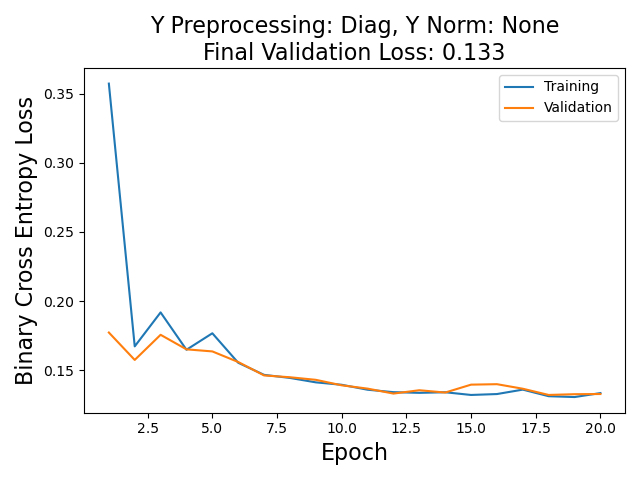 Y Preprocessing: Diag, Y Norm: None
Final Validation Loss: 0.133
Training
Validation
Binary Cross Entropy Loss
0.35
0.30
0.25
0.20
0.15
2.5 5.0 7.5 10.0 12.5 15.0 17.5 20.0
Epoch